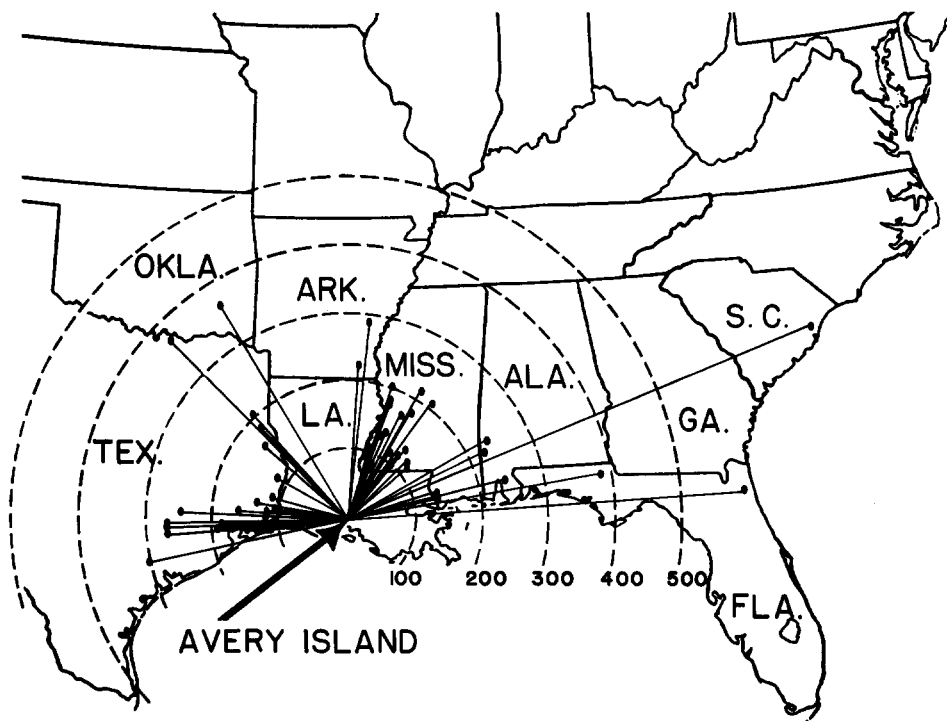 OKLA.
ARK.
S. C.
MISS.
ALA.
LA.
GA.
TEX.
100 200 300 400 500
FLA.
AVERY ISLAND